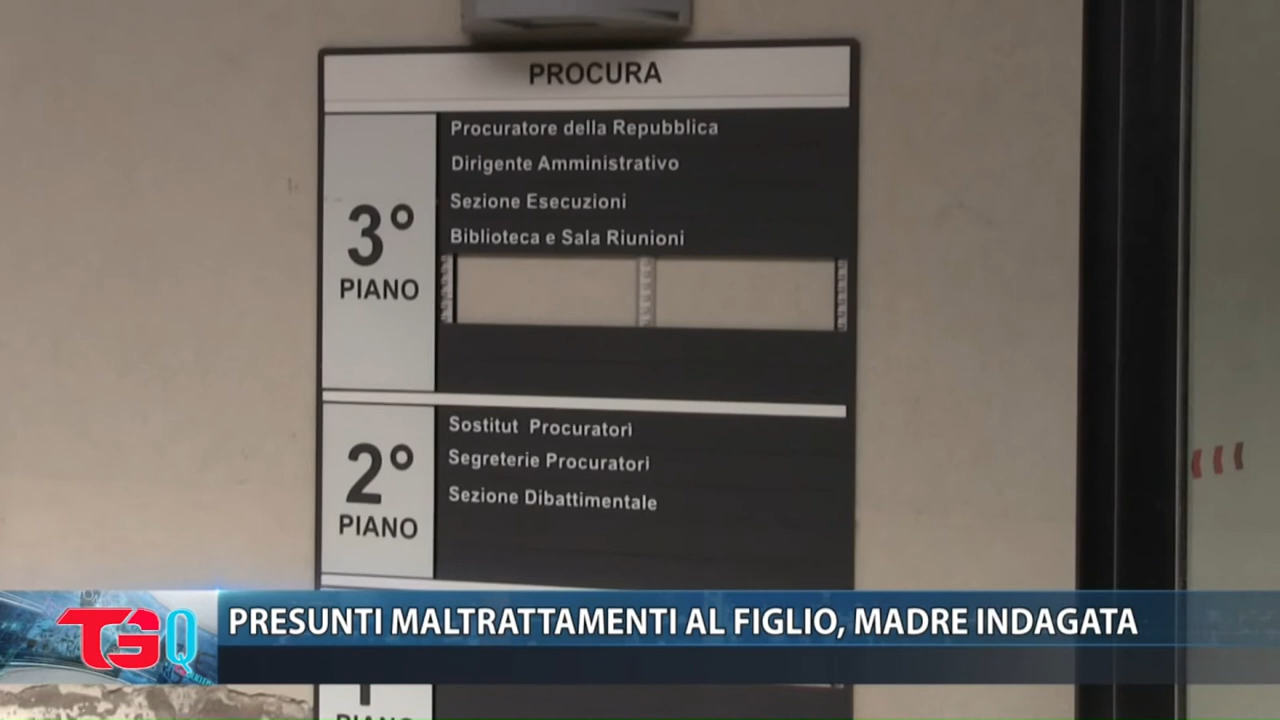 PROCURA
Procuratore della Repubblica
Dirigente Amministrativo
Sezione Esecuzioni
Biblioteca e Sala Riunioni
3°
PIANO
Sostitut Procuratori
Segreterie Procuratori
Sezione Dibattimentale
2°
PIANO
TGQ
PRESUNTI MALTRATTAMENTI AL FIGLIO, MADRE INDAGATA
PIANO